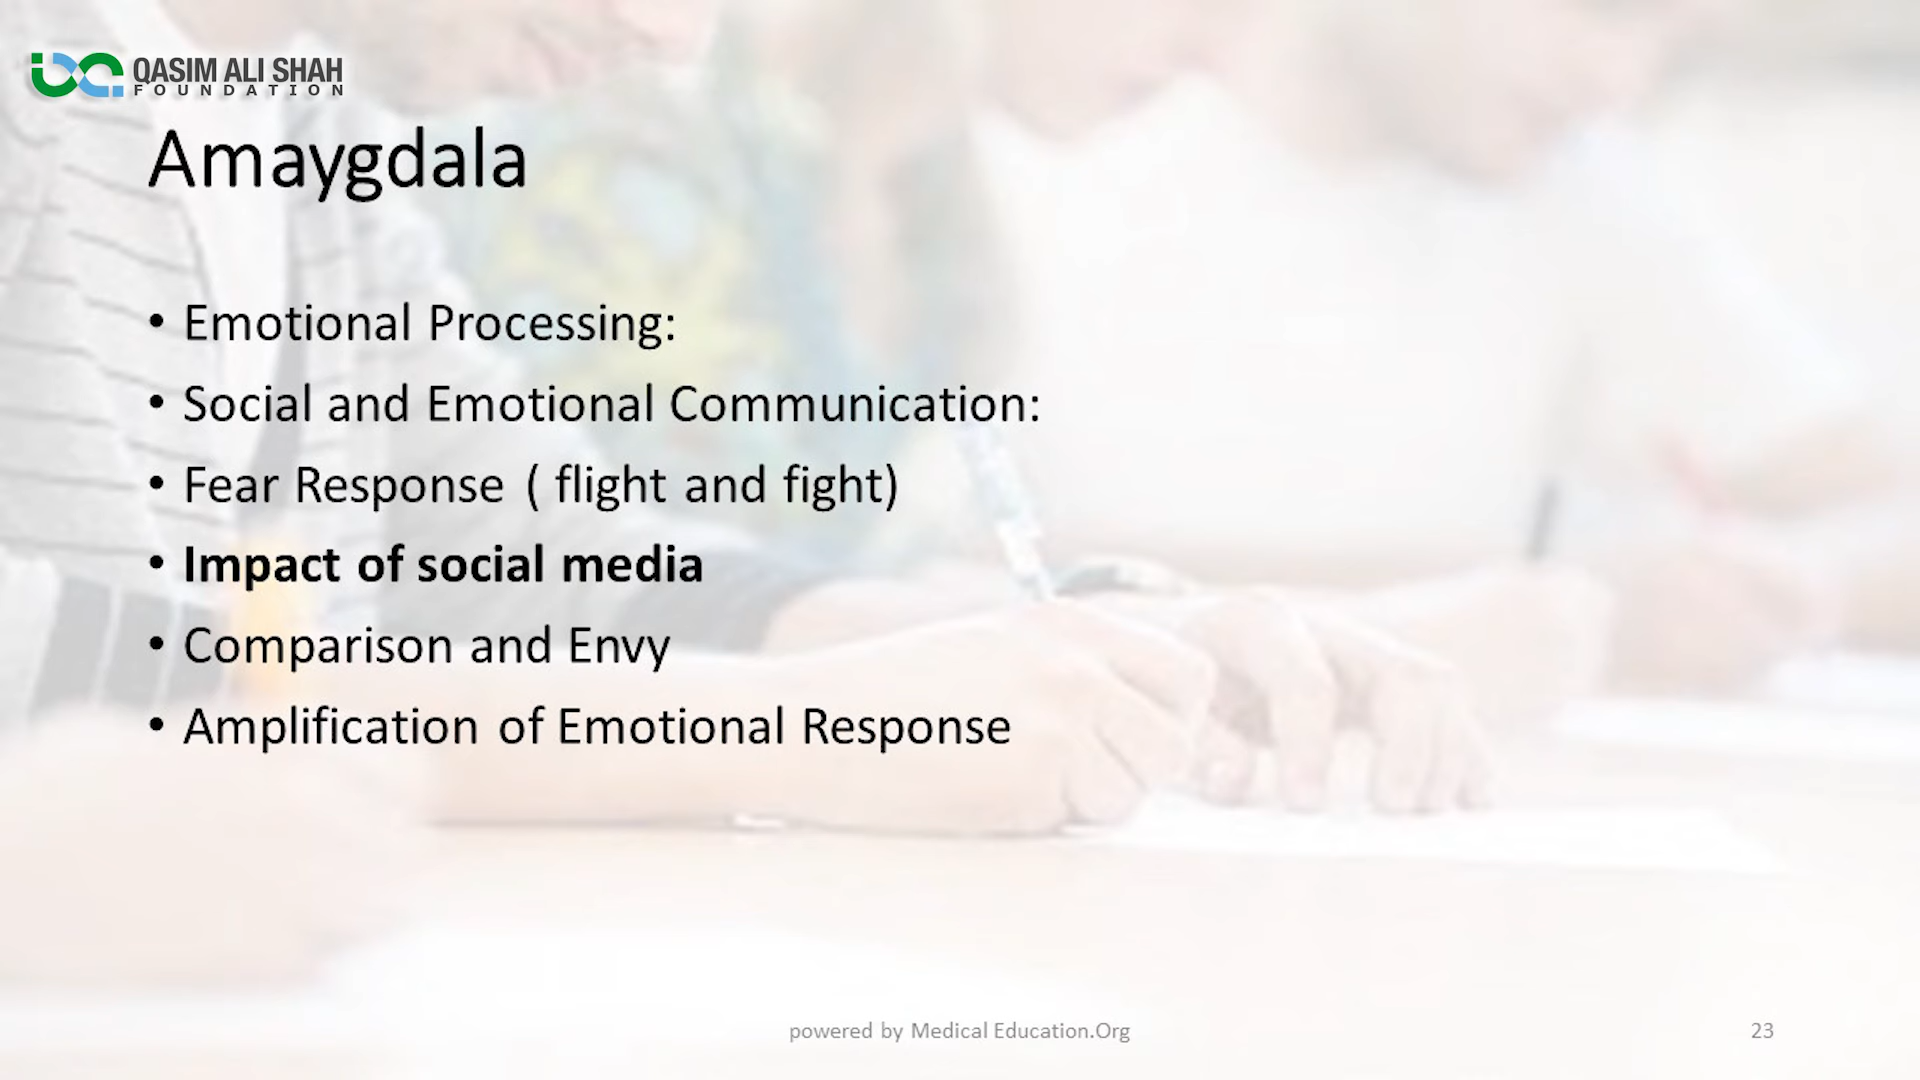 QASIM ALI SHAH
FOUNDATION
Amaygdala
• Emotional Processing:
• Social and Emotional Communication:
• Fear Response ( flight and fight)
• Impact of social media
• Comparison and Envy
• Amplification of Emotional Response
powered by Medical Education.Org
23